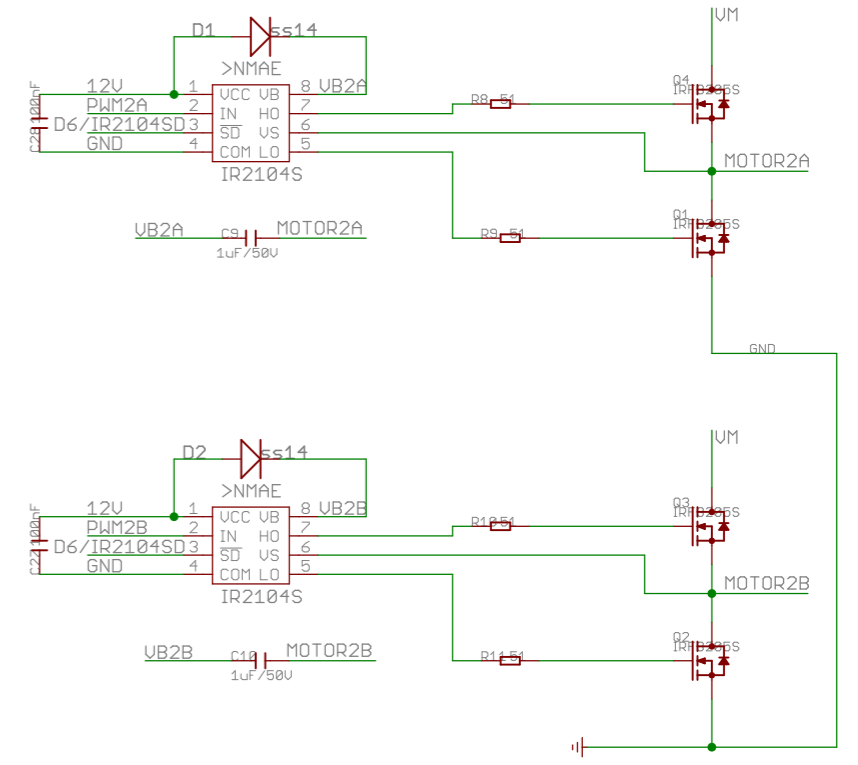 VM
D1 ss14
>NMAE
12V 1 VCC VB 8 VB2A
PWM2A 2 IN HO 7
D6/IR2104SD 3 SD VS 6
GND 4 COM LO 5
IR2104S
100nF
R8 51
Q4
MOTOR2A
VB2A C9 MOTOR2A
1uF/50V
R9 51
Q1
GND
VM
D2 ss14
>NMAE
12V 1 VCC VB 8 VB2B
PWM2B 2 IN HO 7
D6/IR2104SD 3 SD VS 6
GND 4 COM LO 5
IR2104S
100nF
R10 51
Q3
MOTOR2B
VB2B C10 MOTOR2B
1uF/50V
R11 51
Q2